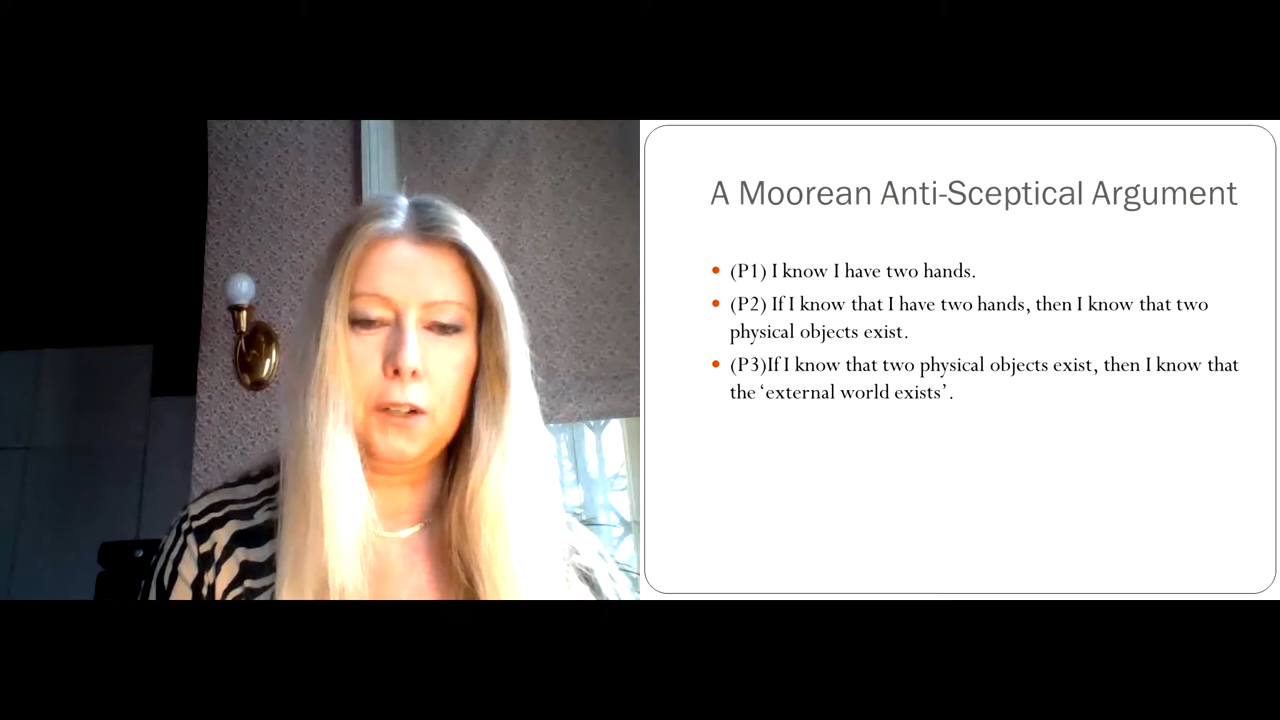 A Moorean Anti-Sceptical Argument
(P1) I know I have two hands.
(P2) If I know that I have two hands, then I know that two
physical objects exist.
(P3)If I know that two physical objects exist, then I know that
the ‘external world exists’.